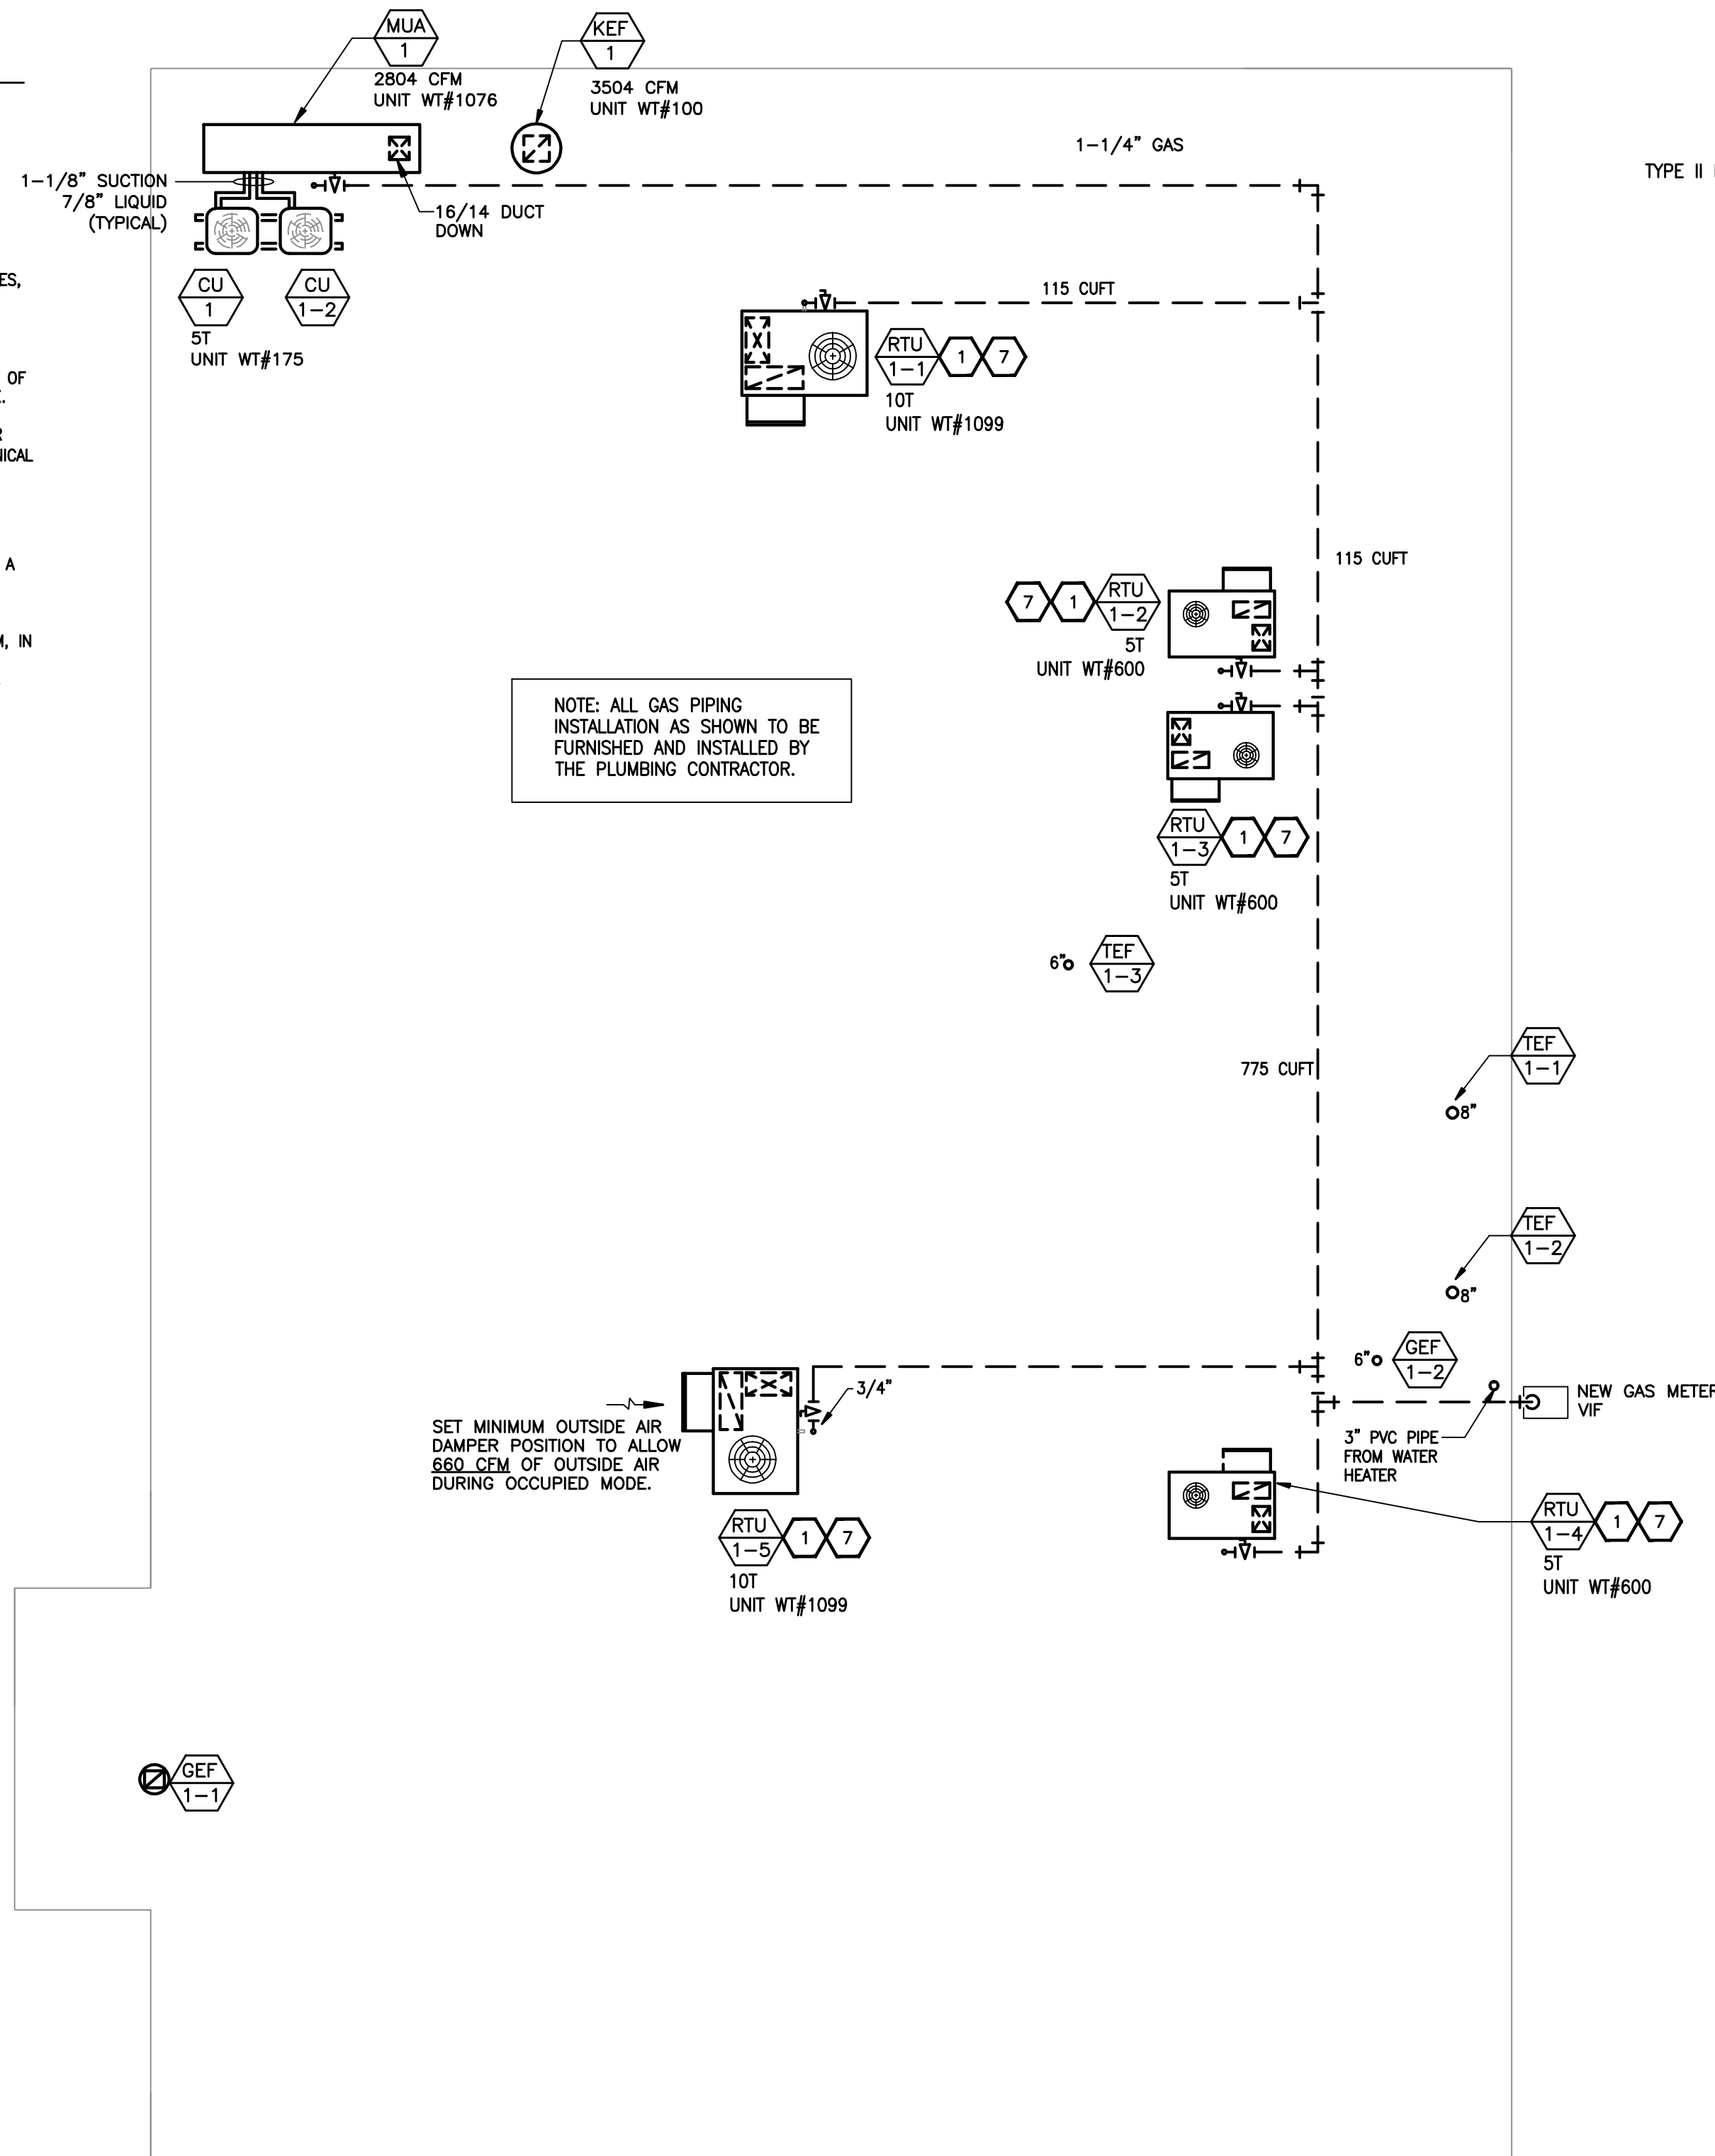 MUA
1
2804 CFM
UNIT WT#1076
KEF
1
3504 CFM
UNIT WT#100
1-1/4" GAS
TYPE II
1-1/8" SUCTION
7/8" LIQUID
(TYPICAL)
16/14 DUCT
DOWN
CU
1
5T
UNIT WT#175
CU
1-2
115 CUFT
RTU
1-1
1
7
10T
UNIT WT#1099
OF
A
IN
115 CUFT
7
1
RTU
1-2
5T
UNIT WT#600
NOTE: ALL GAS PIPING
INSTALLATION AS SHOWN TO BE
FURNISHED AND INSTALLED BY
THE PLUMBING CONTRACTOR.
RTU
1-3
1
7
5T
UNIT WT#600
6"
TEF
1-3
775 CUFT
TEF
1-1
8"
TEF
1-2
8"
6"
GEF
1-2
NEW GAS METER
VIF
3" PVC PIPE
FROM WATER
HEATER
3/4"
SET MINIMUM OUTSIDE AIR
DAMPER POSITION TO ALLOW
660 CFM OF OUTSIDE AIR
DURING OCCUPIED MODE.
RTU
1-5
1
7
10T
UNIT WT#1099
RTU
1-4
1
7
5T
UNIT WT#600
GEF
1-1